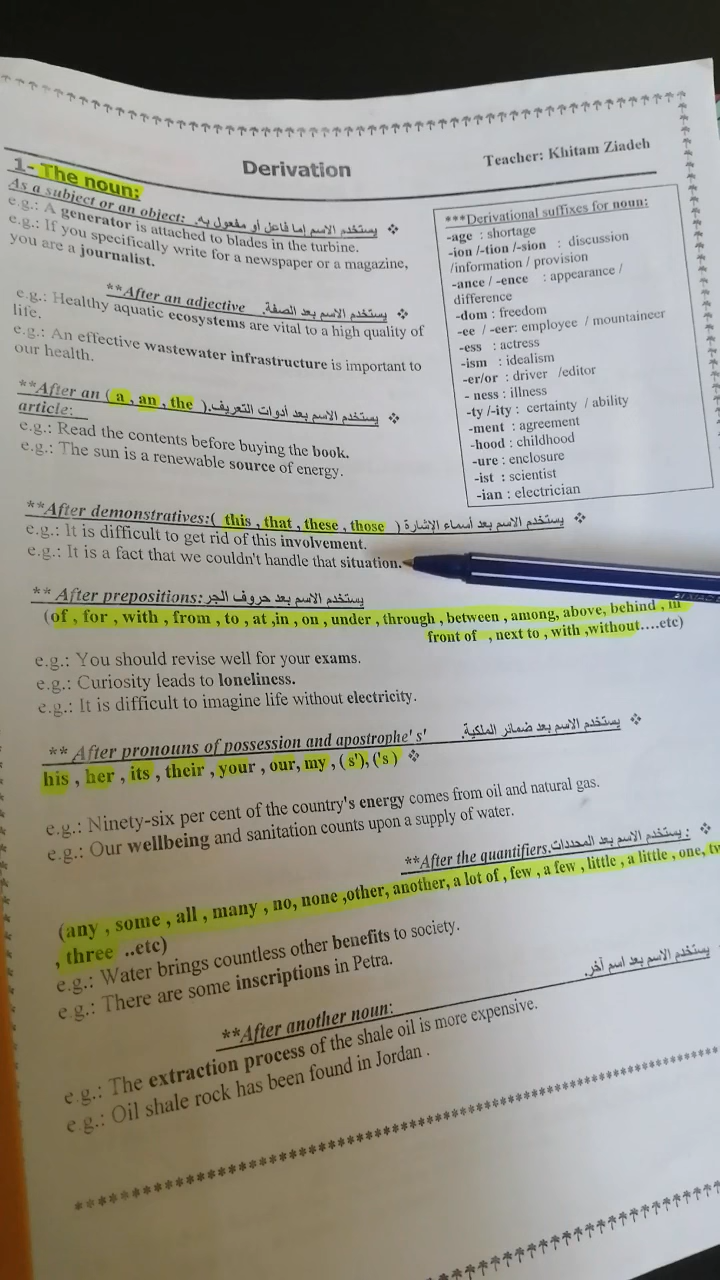 Derivation
Teacher: Khitam Ziadeh
1- The noun:
As a subject or an object: يستخدم الاسم إما فاعل أو مفعول به. ❖
e.g.: A generator is attached to blades in the turbine.
e.g.: If you specifically write for a newspaper or a magazine,
you are a journalist.
**After an adjective يستخدم الاسم بعد الصفة. ❖
e.g.: Healthy aquatic ecosystems are vital to a high quality of
life.
e.g.: An effective wastewater infrastructure is important to
our health.
**After an ( a , an , the ) يستخدم الاسم بعد أدوات التعريف. ❖
article:
e.g.: Read the contents before buying the book.
e.g.: The sun is a renewable source of energy.
***Derivational suffixes for noun:
-age : shortage
-ion /-tion /-sion : discussion
/information / provision
-ance / -ence : appearance /
difference
-dom : freedom
-ee / -eer: employee / mountaineer
-ess : actress
-ism : idealism
-er/or : driver /editor
- ness : illness
-ty /-ity : certainty / ability
-ment : agreement
-hood : childhood
-ure : enclosure
-ist : scientist
-ian : electrician
**After demonstratives:( this , that , these , those ) يستخدم الاسم بعد أسماء الإشارة ❖
e.g.: It is difficult to get rid of this involvement.
e.g.: It is a fact that we couldn't handle that situation.
** After prepositions: يستخدم الاسم بعد حروف الجر
(of , for , with , from , to , at ,in , on , under , through , between , among, above, behind , in
front of , next to , with ,without....etc)
e.g.: You should revise well for your exams.
e.g.: Curiosity leads to loneliness.
e.g.: It is difficult to imagine life without electricity.
** After pronouns of possession and apostrophe' s' يستخدم الاسم بعد ضمائر الملكية. ❖
his , her , its , their , your , our, my , ( s'), ('s ) ❖
e.g.: Ninety-six per cent of the country's energy comes from oil and natural gas.
e.g.: Our wellbeing and sanitation counts upon a supply of water.
**After the quantifiers. يستخدم الاسم بعد المحددات: ❖
(any , some , all , many , no, none ,other, another, a lot of , few , a few , little , a little , one,
, three ..etc)
e.g.: Water brings countless other benefits to society.
e.g.: There are some inscriptions in Petra.
**After another noun: يستخدم الاسم بعد اسم آخر.
e.g.: The extraction process of the shale oil is more expensive.
e.g.: Oil shale rock has been found in Jordan .